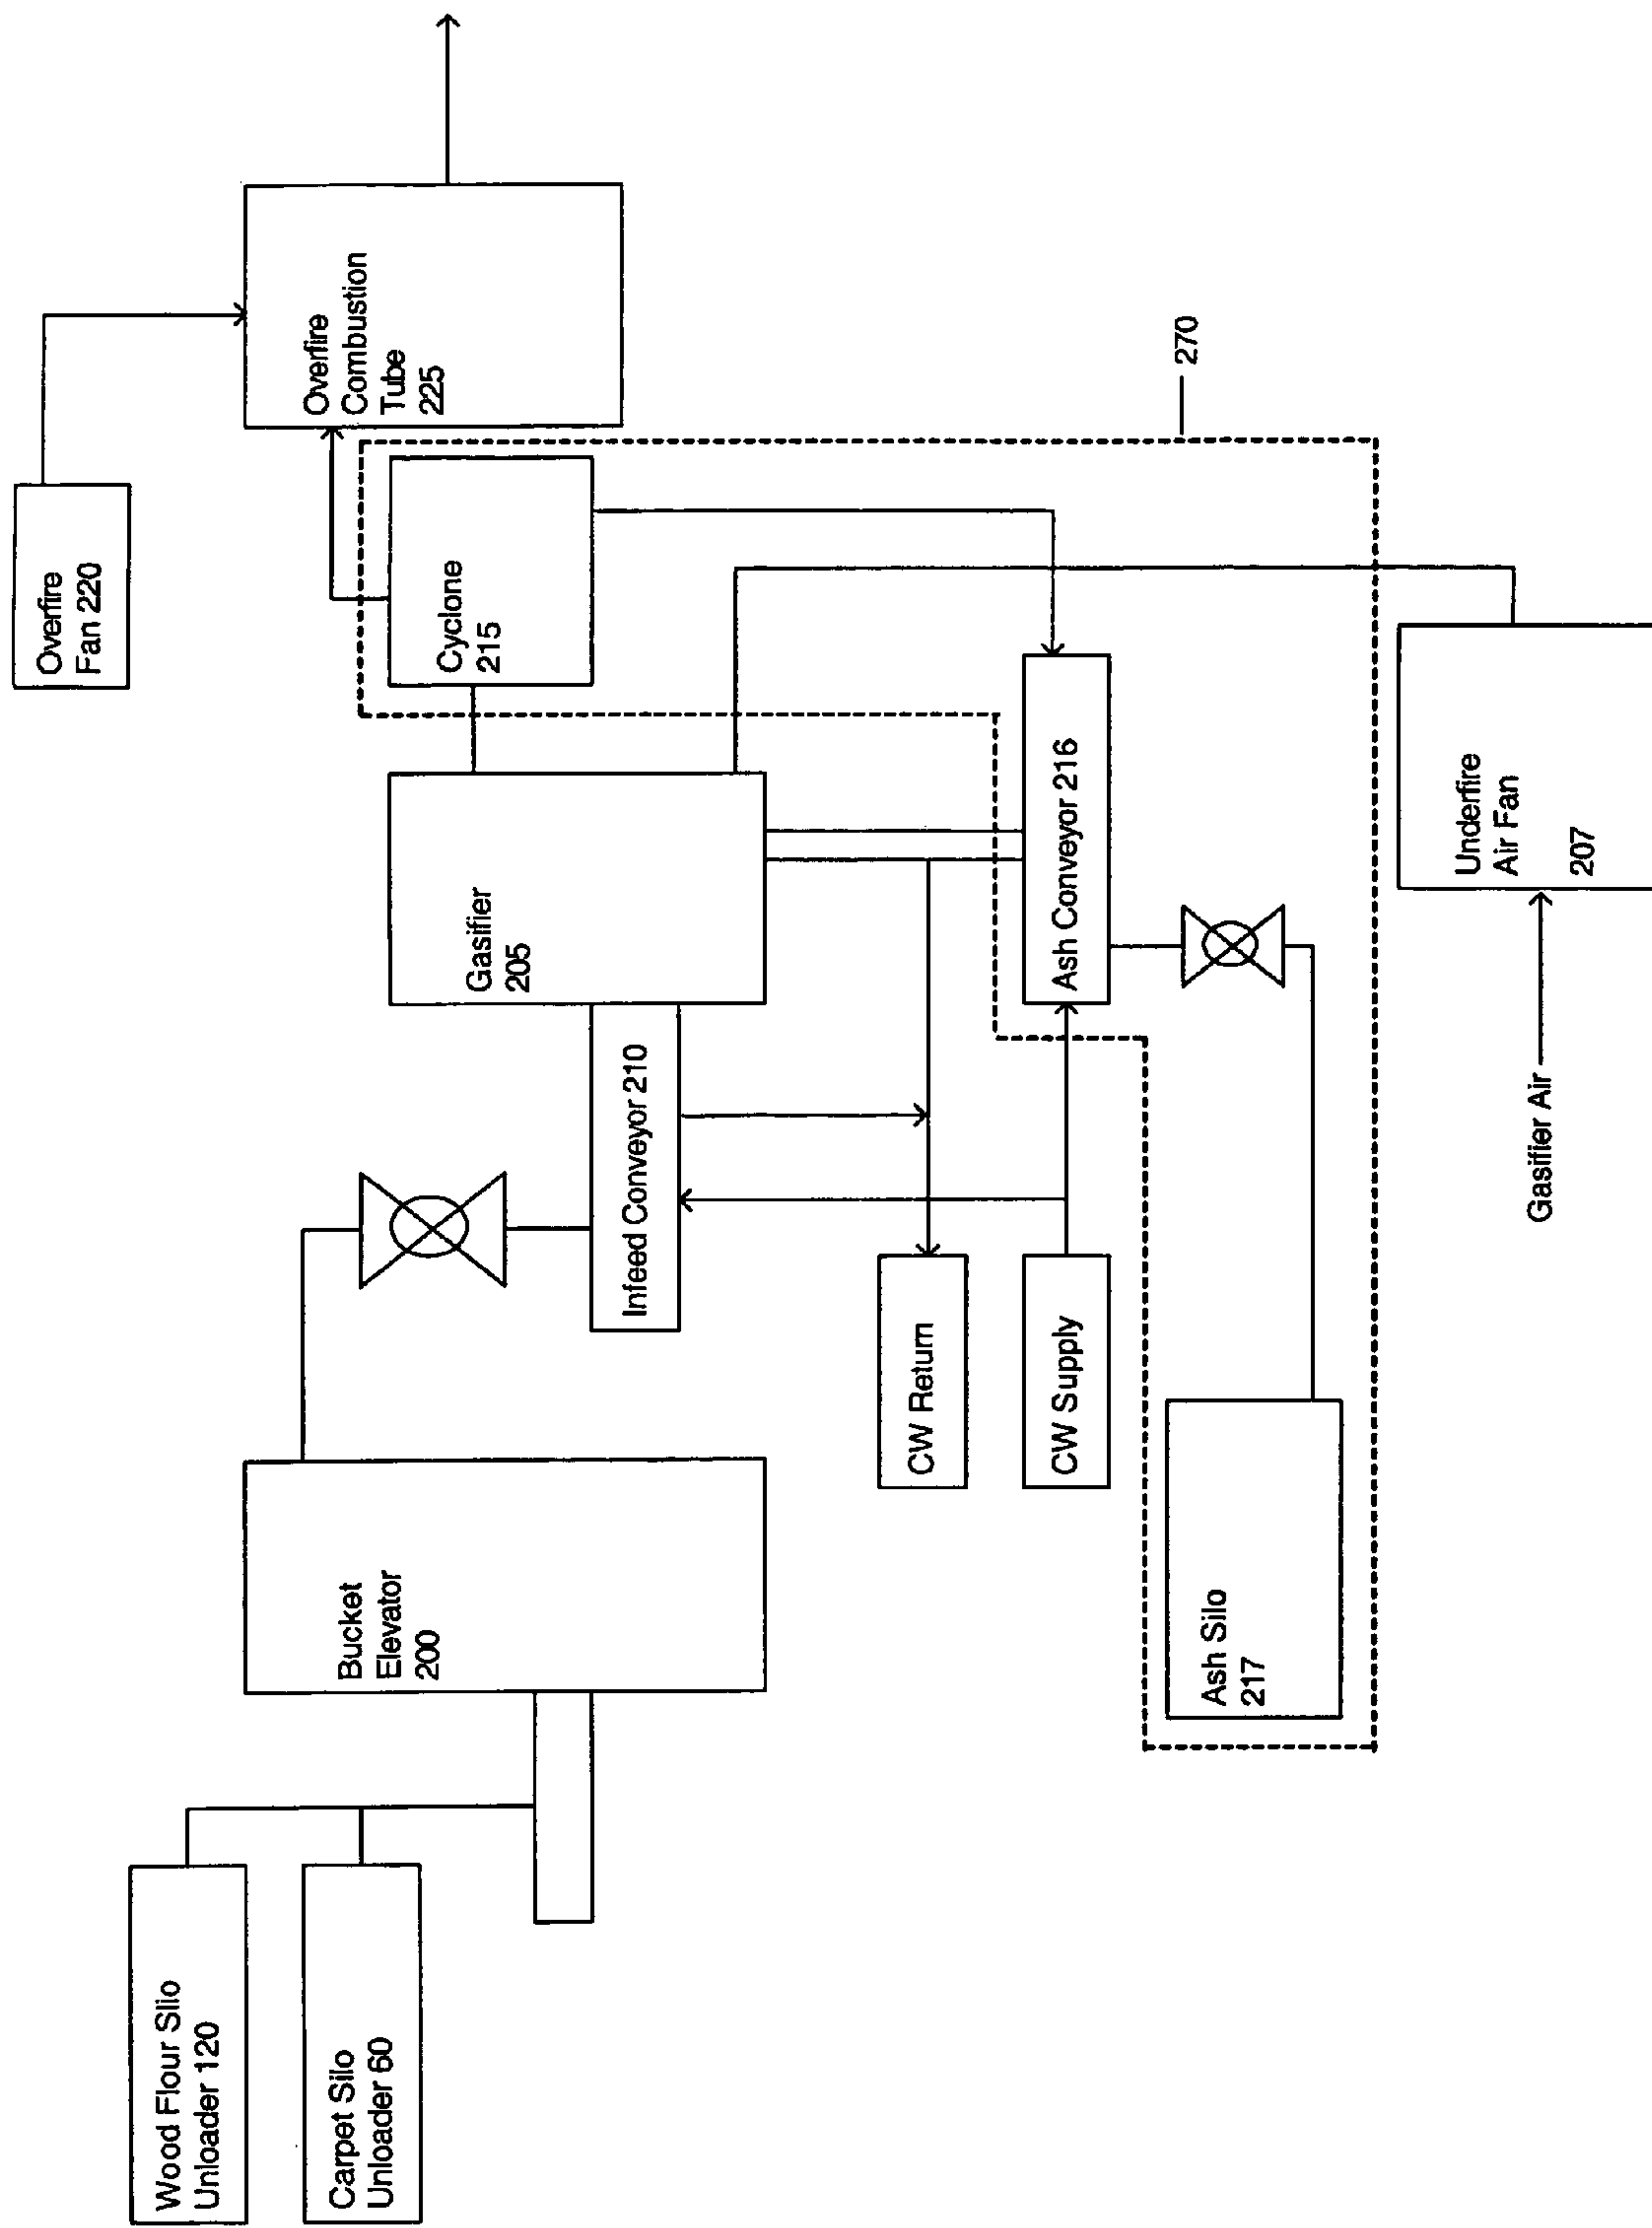 Wood Flour Slio
Unloader 120
Carpet Silo
Unloader 60
Bucket
Elevator
200
Infeed Conveyor 210
Gasifier
205
Cyclone
215
Overfire
Fan 220
Overfire
Combustion
Tube
225
CW Return
CW Supply
Ash Conveyor 216
Ash Silo
217
270
Gasifier Air
Underfire
Air Fan
207